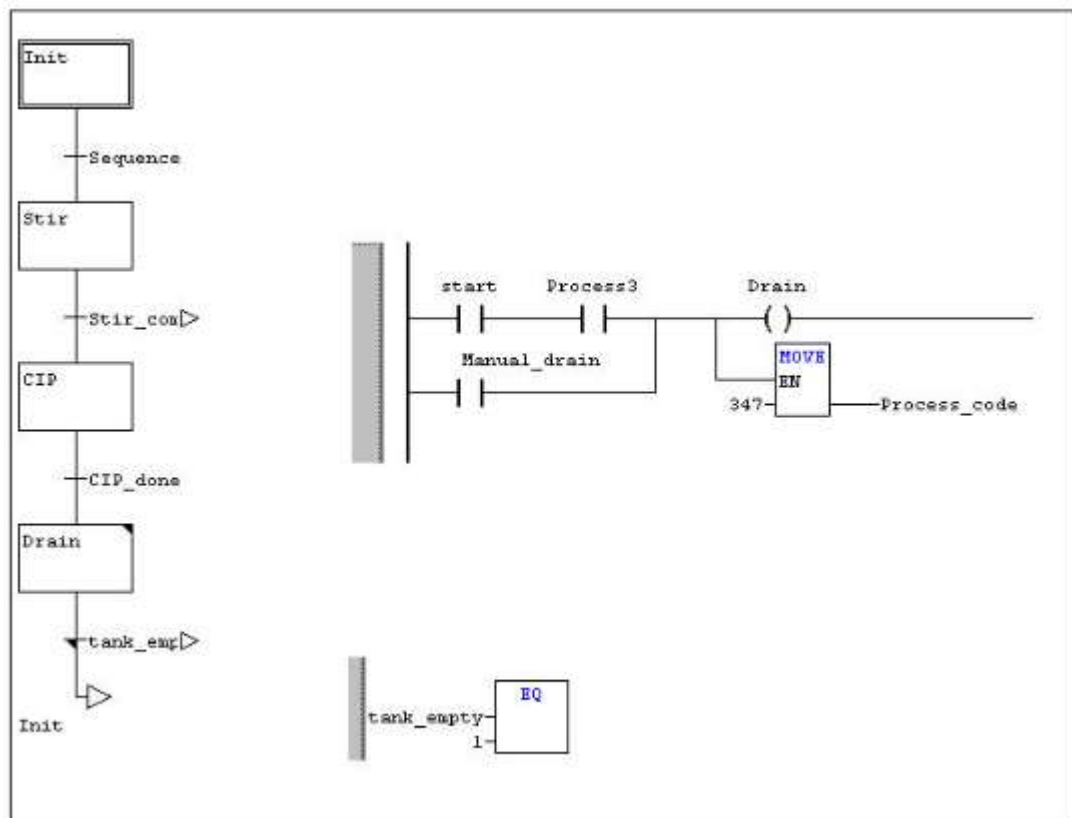 Init
Sequence
Stir
Stir_com
CIP
CIP_done
Drain
tank_emp
Init
start Process3 Drain
Manual_drain
MOVE
EN
347 Process_code
EQ
tank_empty
1